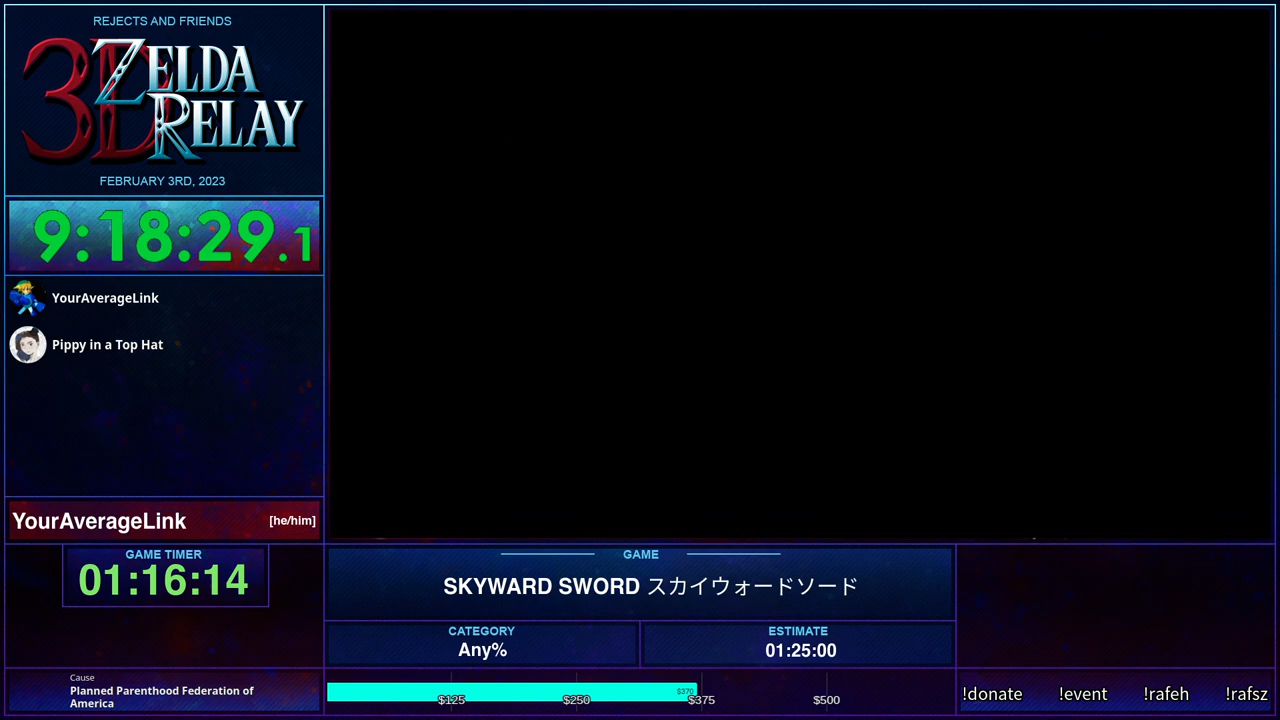 REJECTS AND FRIENDS
3D ZELDA
RELAY
FEBRUARY 3RD, 2023
9:18:29.1
YourAverageLink
Pippy in a Top Hat
YourAverageLink [he/him]
GAME TIMER
01:16:14
GAME
SKYWARD SWORD スカイウォードソード
CATEGORY
Any%
ESTIMATE
01:25:00
Cause
Planned Parenthood Federation of
America
$370
$125 $250 $375 $500
!donate !event !rafeh !rafsz